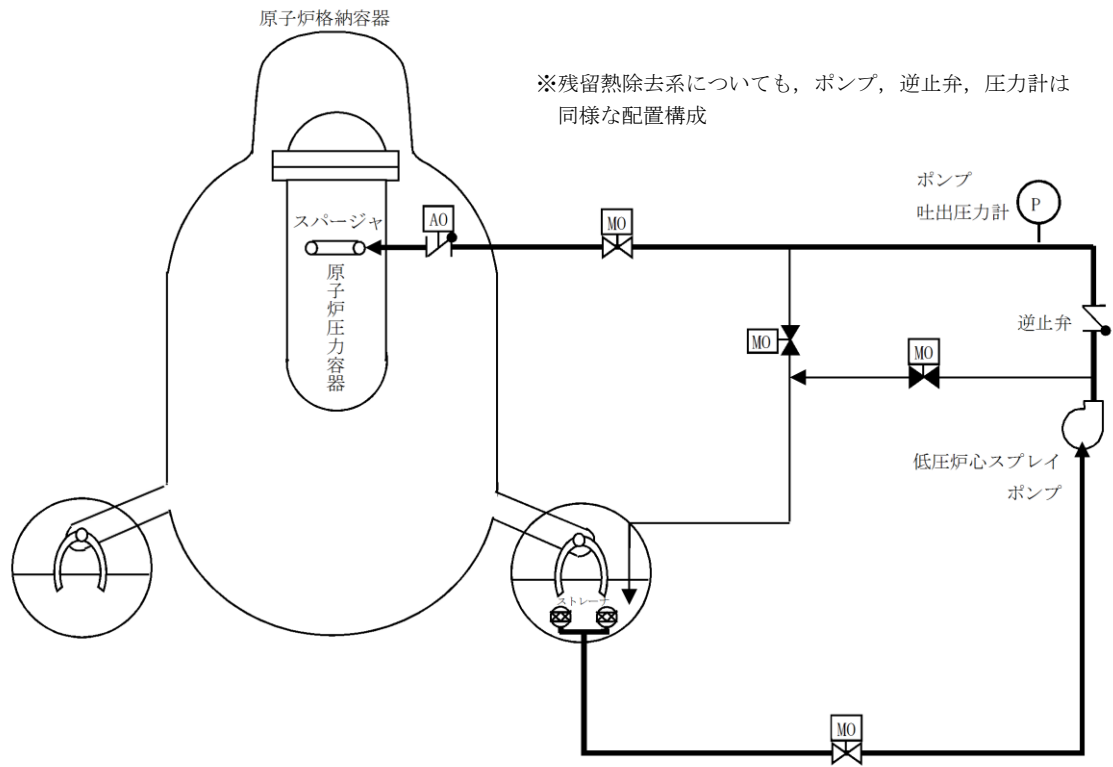 原子炉格納容器
※残留熱除去系についても，ポンプ，逆止弁，圧力計は
同様な配置構成
ポンプ
吐出圧力計
P
スパージャ
AO
MO
原子炉圧力容器
逆止弁
MO
MO
低圧炉心スプレイ
ポンプ
ストレーナ
MO